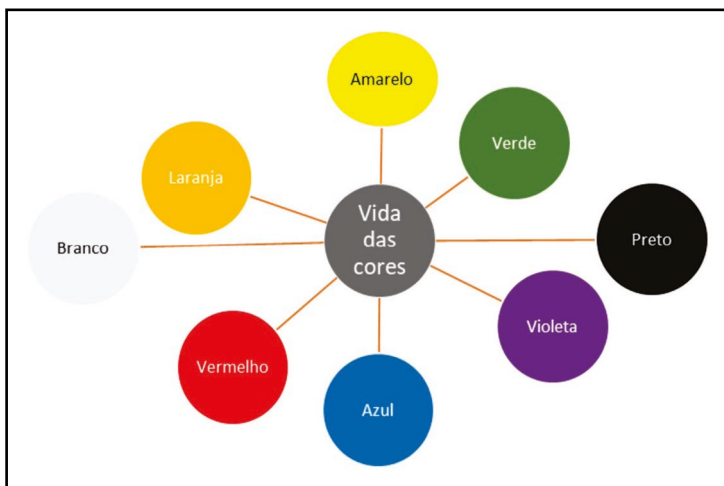 Amarelo
Verde
Laranja
Vida
das
cores
Branco
Preto
Violeta
Vermelho
Azul